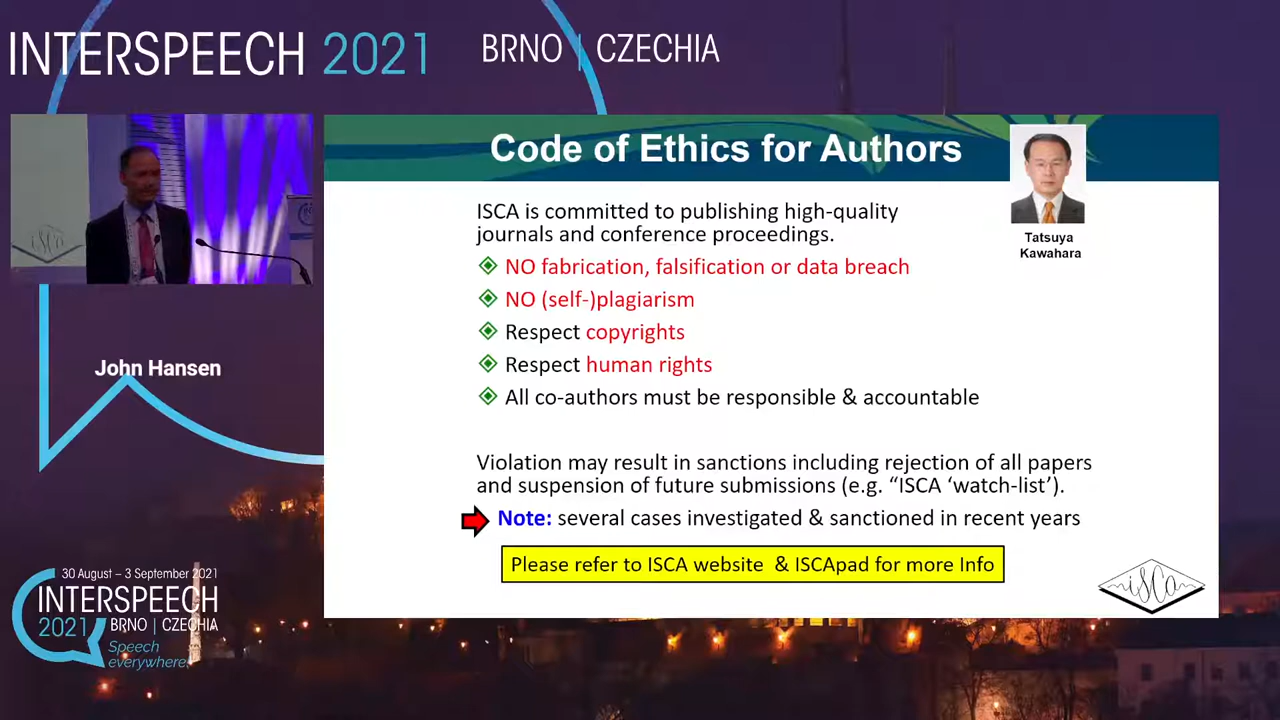 INTERSPEECH 2021
BRNO | CZECHIA
John Hansen
Code of Ethics for Authors
Tatsuya
Kawahara
ISCA is committed to publishing high-quality
journals and conference proceedings.
NO fabrication, falsification or data breach
NO (self-)plagiarism
Respect copyrights
Respect human rights
All co-authors must be responsible & accountable
Violation may result in sanctions including rejection of all papers
and suspension of future submissions (e.g. “ISCA ‘watch-list’).
Note: several cases investigated & sanctioned in recent years
Please refer to ISCA website & ISCApad for more Info
isca
30 August – 3 September 2021
INTERSPEECH
2021 BRNO | CZECHIA
Speech
everywhere!